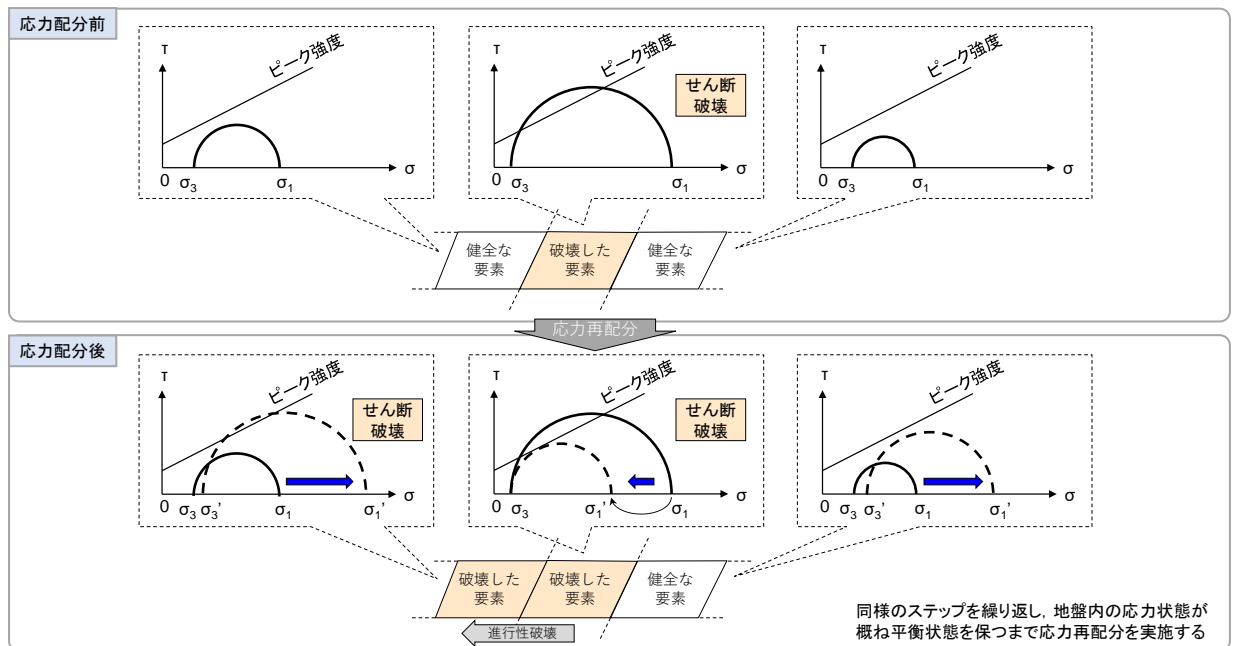 応力配分前
τ
ピーク強度
0
σ3
σ1
σ
τ
ピーク強度
せん断
破壊
0
σ3
σ1
σ
τ
ピーク強度
0
σ3
σ1
σ
健全な
要素
破壊した
要素
健全な
要素
応力再配分
応力配分後
τ
ピーク強度
せん断
破壊
0
σ3
σ3'
σ1
σ1'
σ
τ
ピーク強度
せん断
破壊
0
σ3
σ1'
σ1
σ
τ
ピーク強度
0
σ3
σ3'
σ1
σ1'
σ
破壊した
要素
破壊した
要素
健全な
要素
進行性破壊
同様のステップを繰り返し，地盤内の応力状態が
概ね平衡状態を保つまで応力再配分を実施する